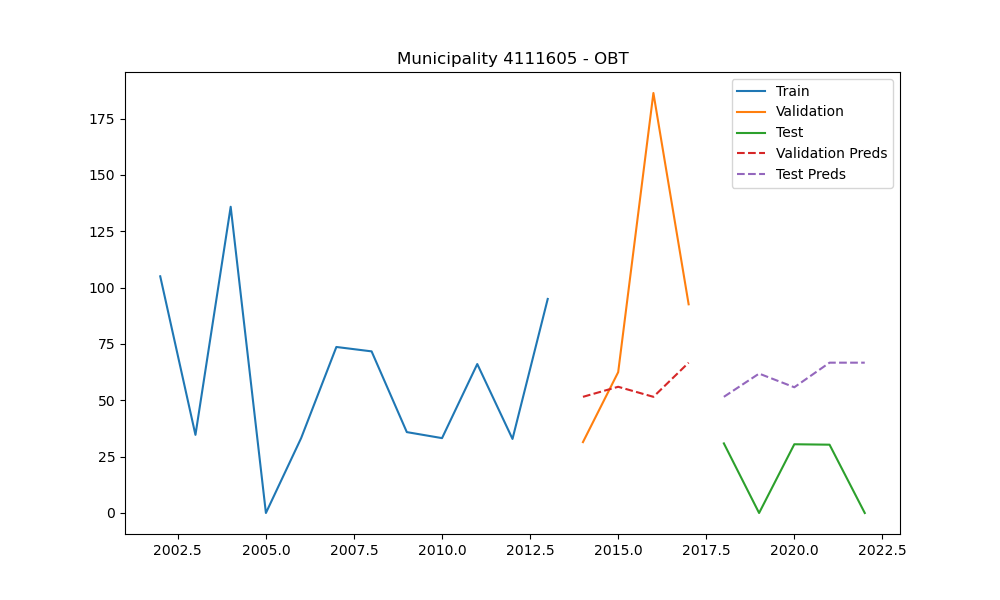 Municipality 4111605 - OBT
Train
Validation
Test
Validation Preds
Test Preds
175
150
125
100
75
50
25
0
2002.5 2005.0 2007.5 2010.0 2012.5 2015.0 2017.5 2020.0 2022.5